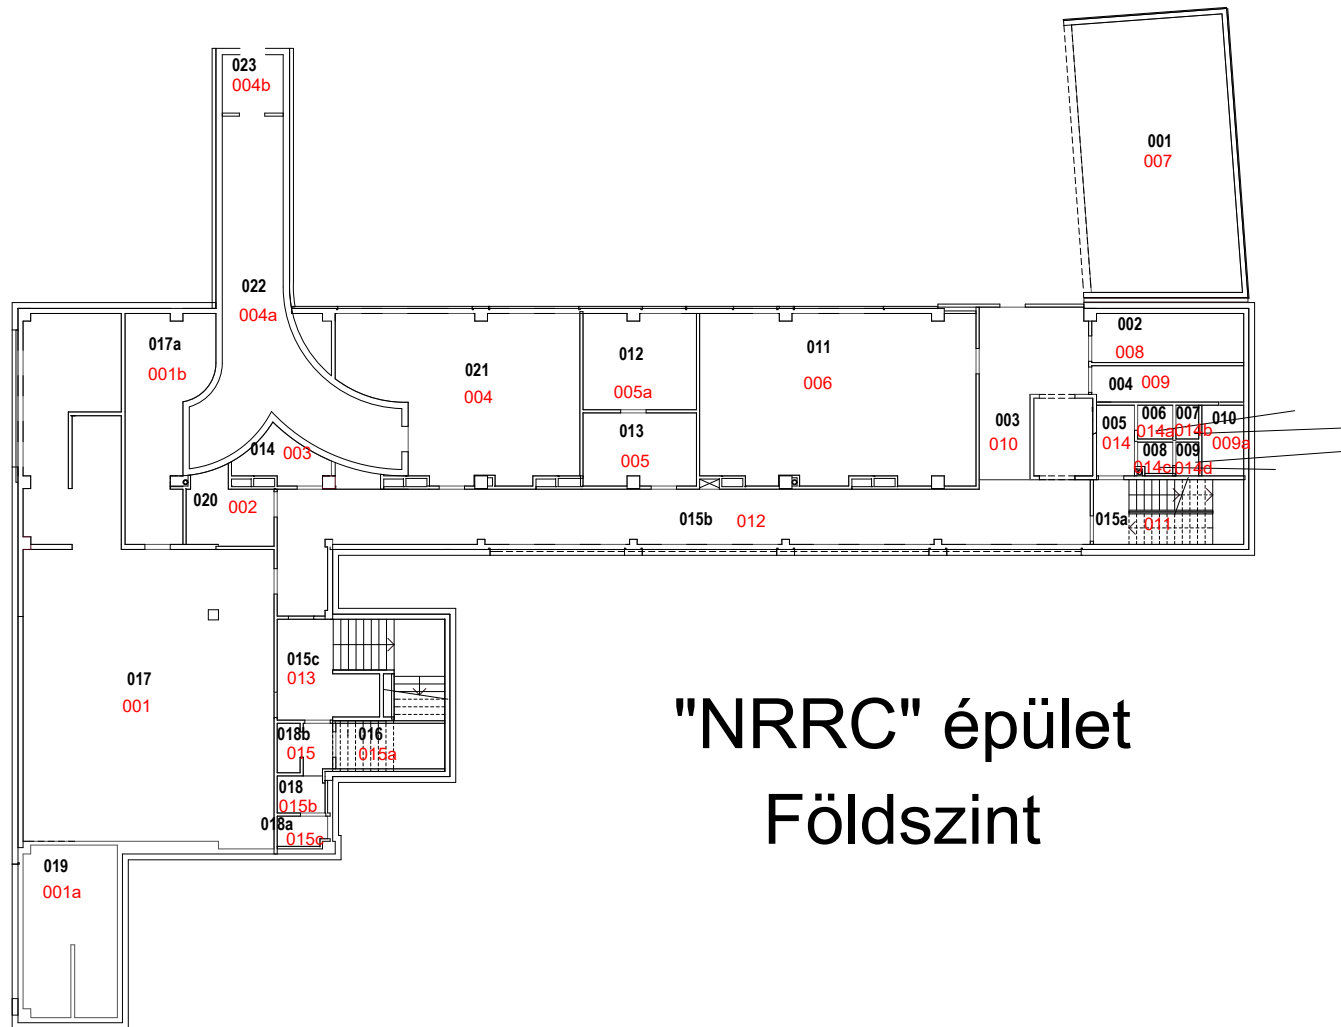 023
004b
001
007
022
004a
017a
001b
021
004
012
005a
011
006
002
008
004
009
003
010
005
014
006
014a
007
014b
010
009a
008
014c
009
014d
013
005
014
003
020
002
015b
012
015a
011
015c
013
017
001
018b
015
016
015a
018
015b
018a
015c
019
001a
"NRRC" épület
Földszint